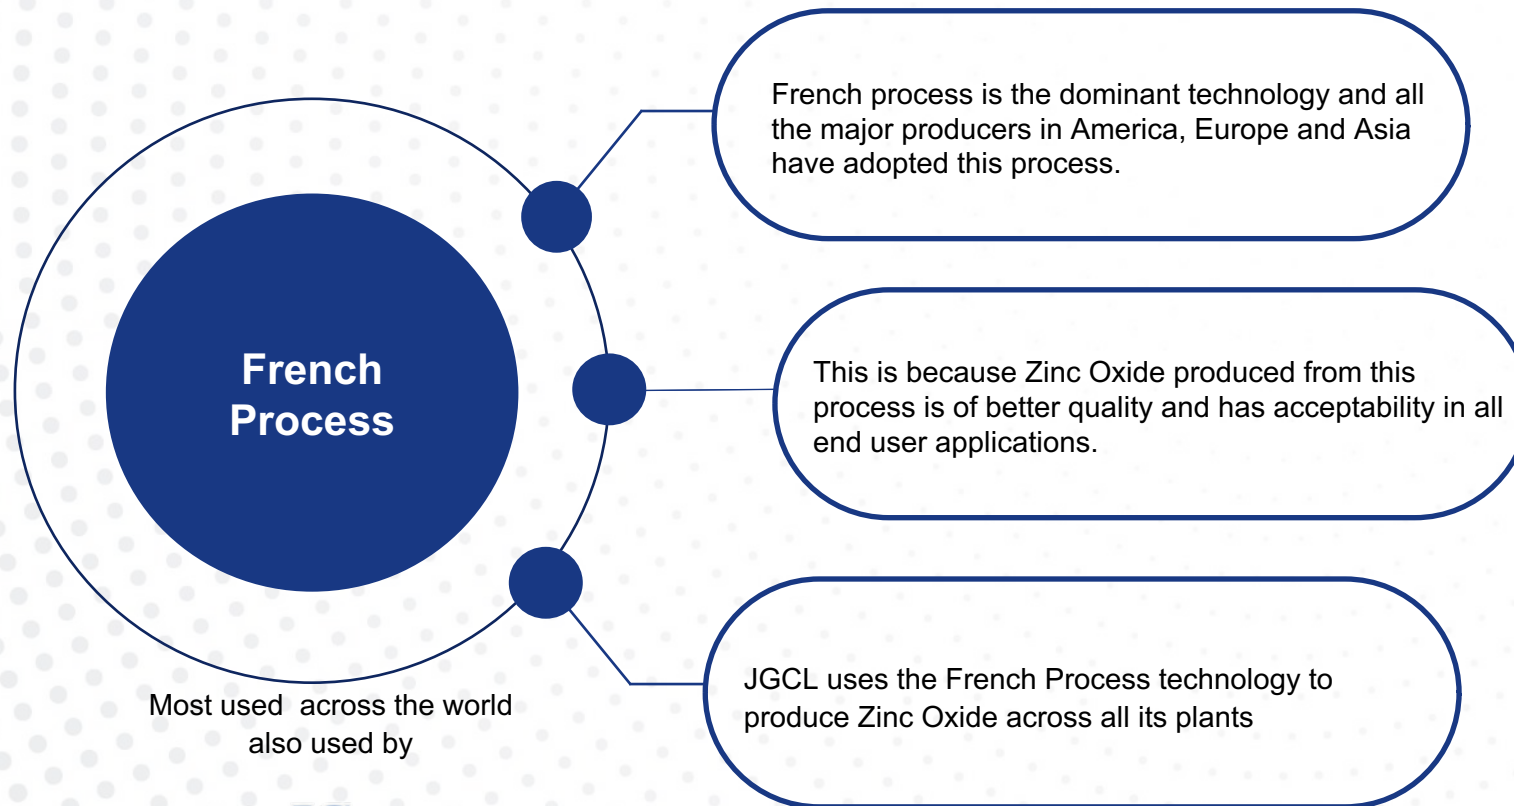 French process is the dominant technology and all
the major producers in America, Europe and Asia
have adopted this process.
French
Process
This is because Zinc Oxide produced from this
process is of better quality and has acceptability in all
end user applications.
JGCL uses the French Process technology to
produce Zinc Oxide across all its plants
Most used across the world
also used by